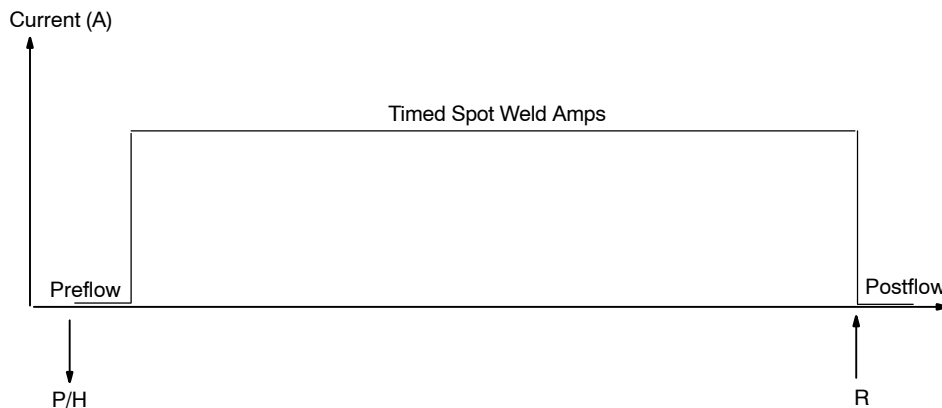 Current (A)
Timed Spot Weld Amps
Preflow
Postflow
P/H
R